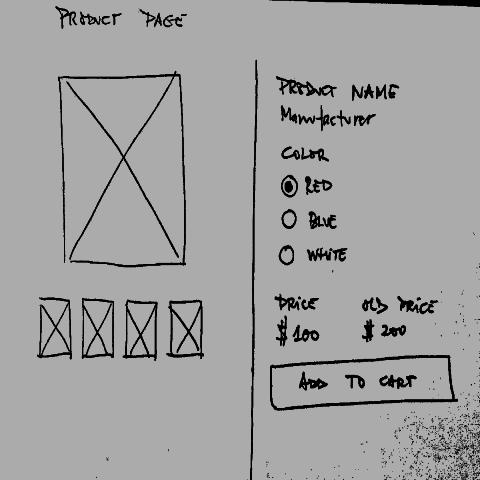 PRODUCT PAGE
PRODUCT NAME
Manufacturer
COLOR
RED
BLUE
WHITE
PRICE OLD PRICE
$100 $200
ADD TO CART